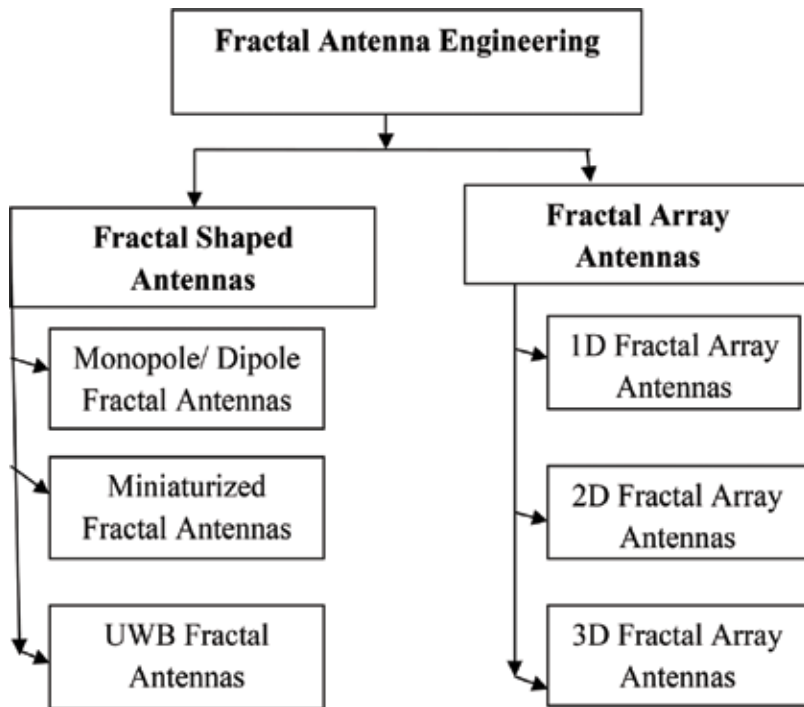 Fractal Antenna Engineering
Fractal Shaped
Antennas
Monopole/ Dipole
Fractal Antennas
Miniaturized
Fractal Antennas
UWB Fractal
Antennas
Fractal Array
Antennas
1D Fractal Array
Antennas
2D Fractal Array
Antennas
3D Fractal Array
Antennas